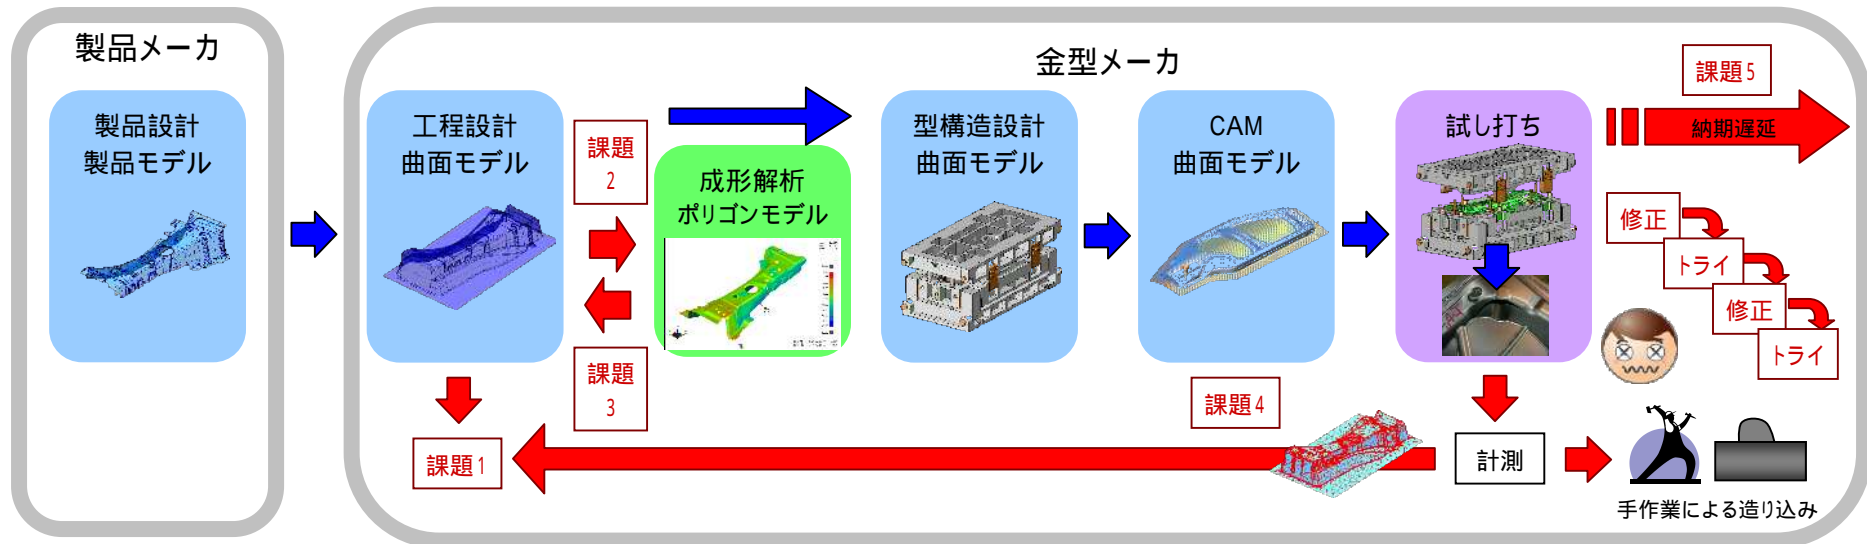 製品メーカ
製品設計
製品モデル
金型メーカ
工程設計
曲面モデル
課題
2
成形解析
ポリゴンモデル
課題
3
課題1
型構造設計
曲面モデル
CAM
曲面モデル
試し打ち
課題5
納期遅延
修正
トライ
修正
トライ
課題4
計測
手作業による造り込み